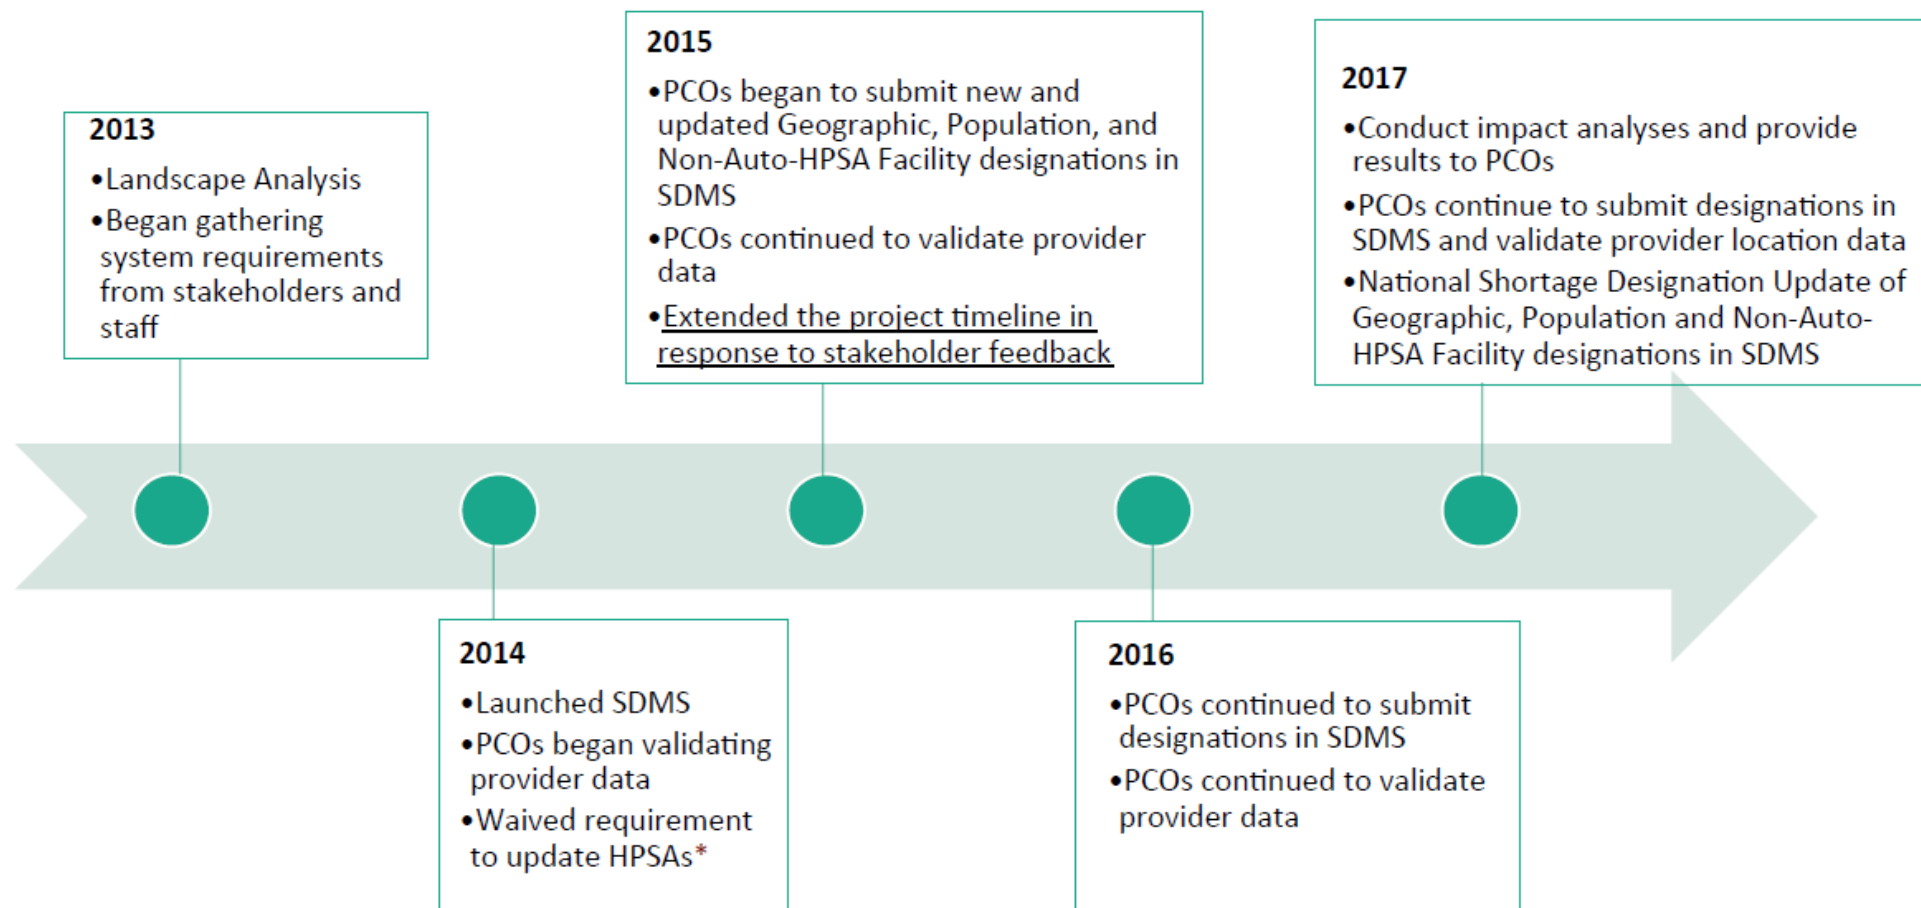 2013
•Landscape Analysis
•Began gathering
system requirements
from stakeholders and
staff
2014
•Launched SDMS
•PCOs began validating
provider data
•Waived requirement
to update HPSAs*
2015
•PCOs began to submit new and
updated Geographic, Population, and
Non-Auto-HPSA Facility designations in
SDMS
•PCOs continued to validate provider
data
•Extended the project timeline in
response to stakeholder feedback
2016
•PCOs continued to submit
designations in SDMS
•PCOs continued to validate
provider data
2017
•Conduct impact analyses and provide
results to PCOs
•PCOs continue to submit designations in
SDMS and validate provider location data
•National Shortage Designation Update of
Geographic, Population and Non-Auto-
HPSA Facility designations in SDMS